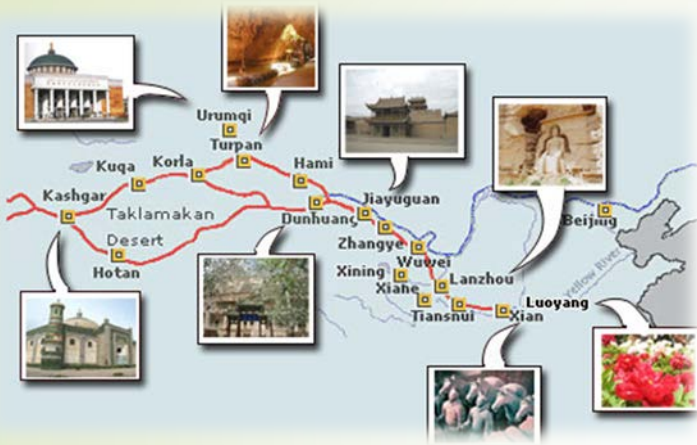 Urumqi
Turpan
Kuqa
Korla
Hami
Kashgar
Taklamakan
Desert
Hotan
Dunhuang
Jiayuguan
Zhangye
Wuwei
Xining
Xiahe
Lanzhou
Tiansnui
Xian
Luoyang
Beijing
Yellow River